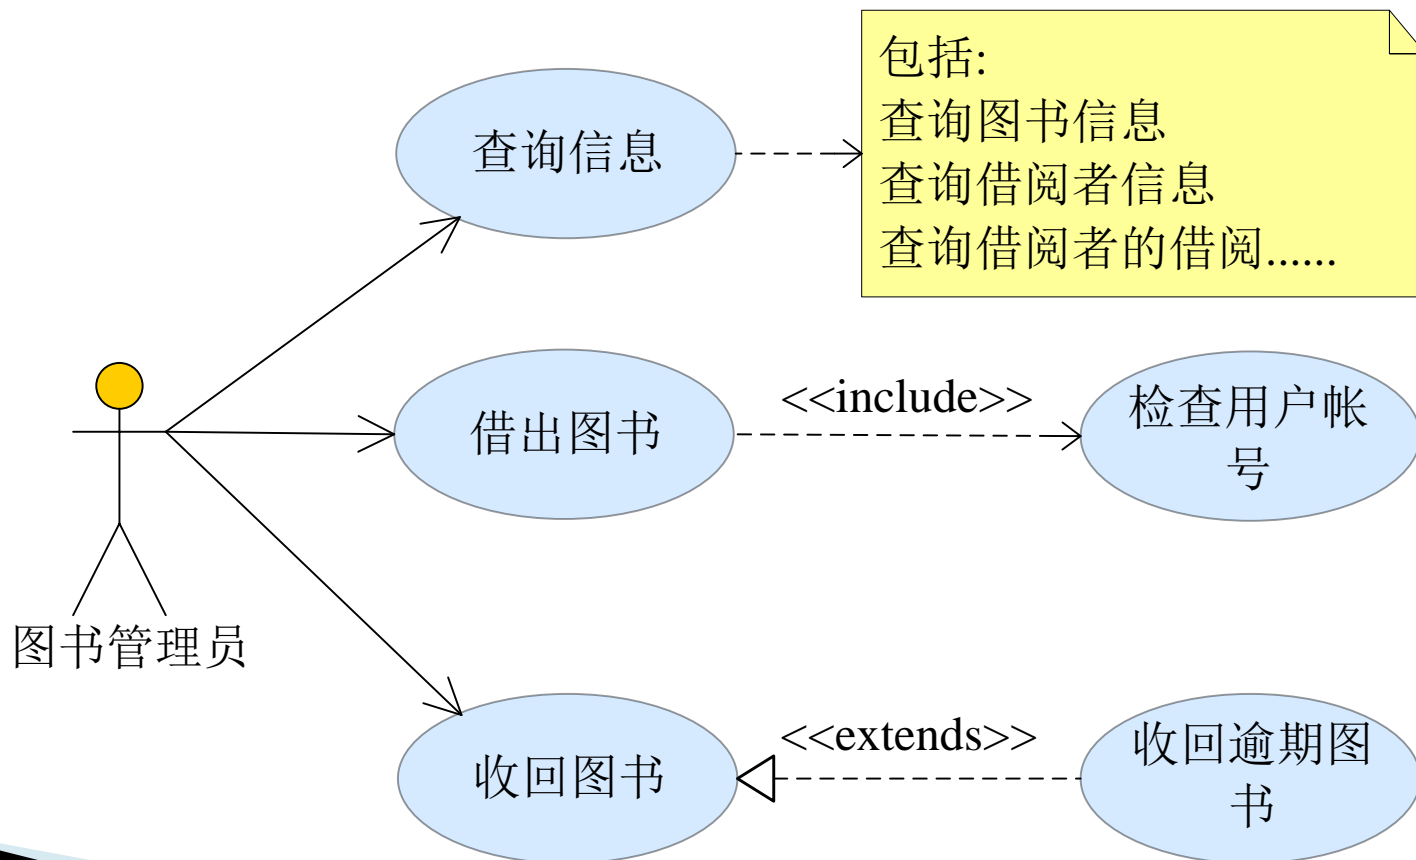 包括:
查询图书信息
查询借阅者信息
查询借阅者的借阅......
查询信息
借出图书
<<include>>
检查用户帐
号
图书管理员
收回图书
<<extends>>
收回逾期图
书